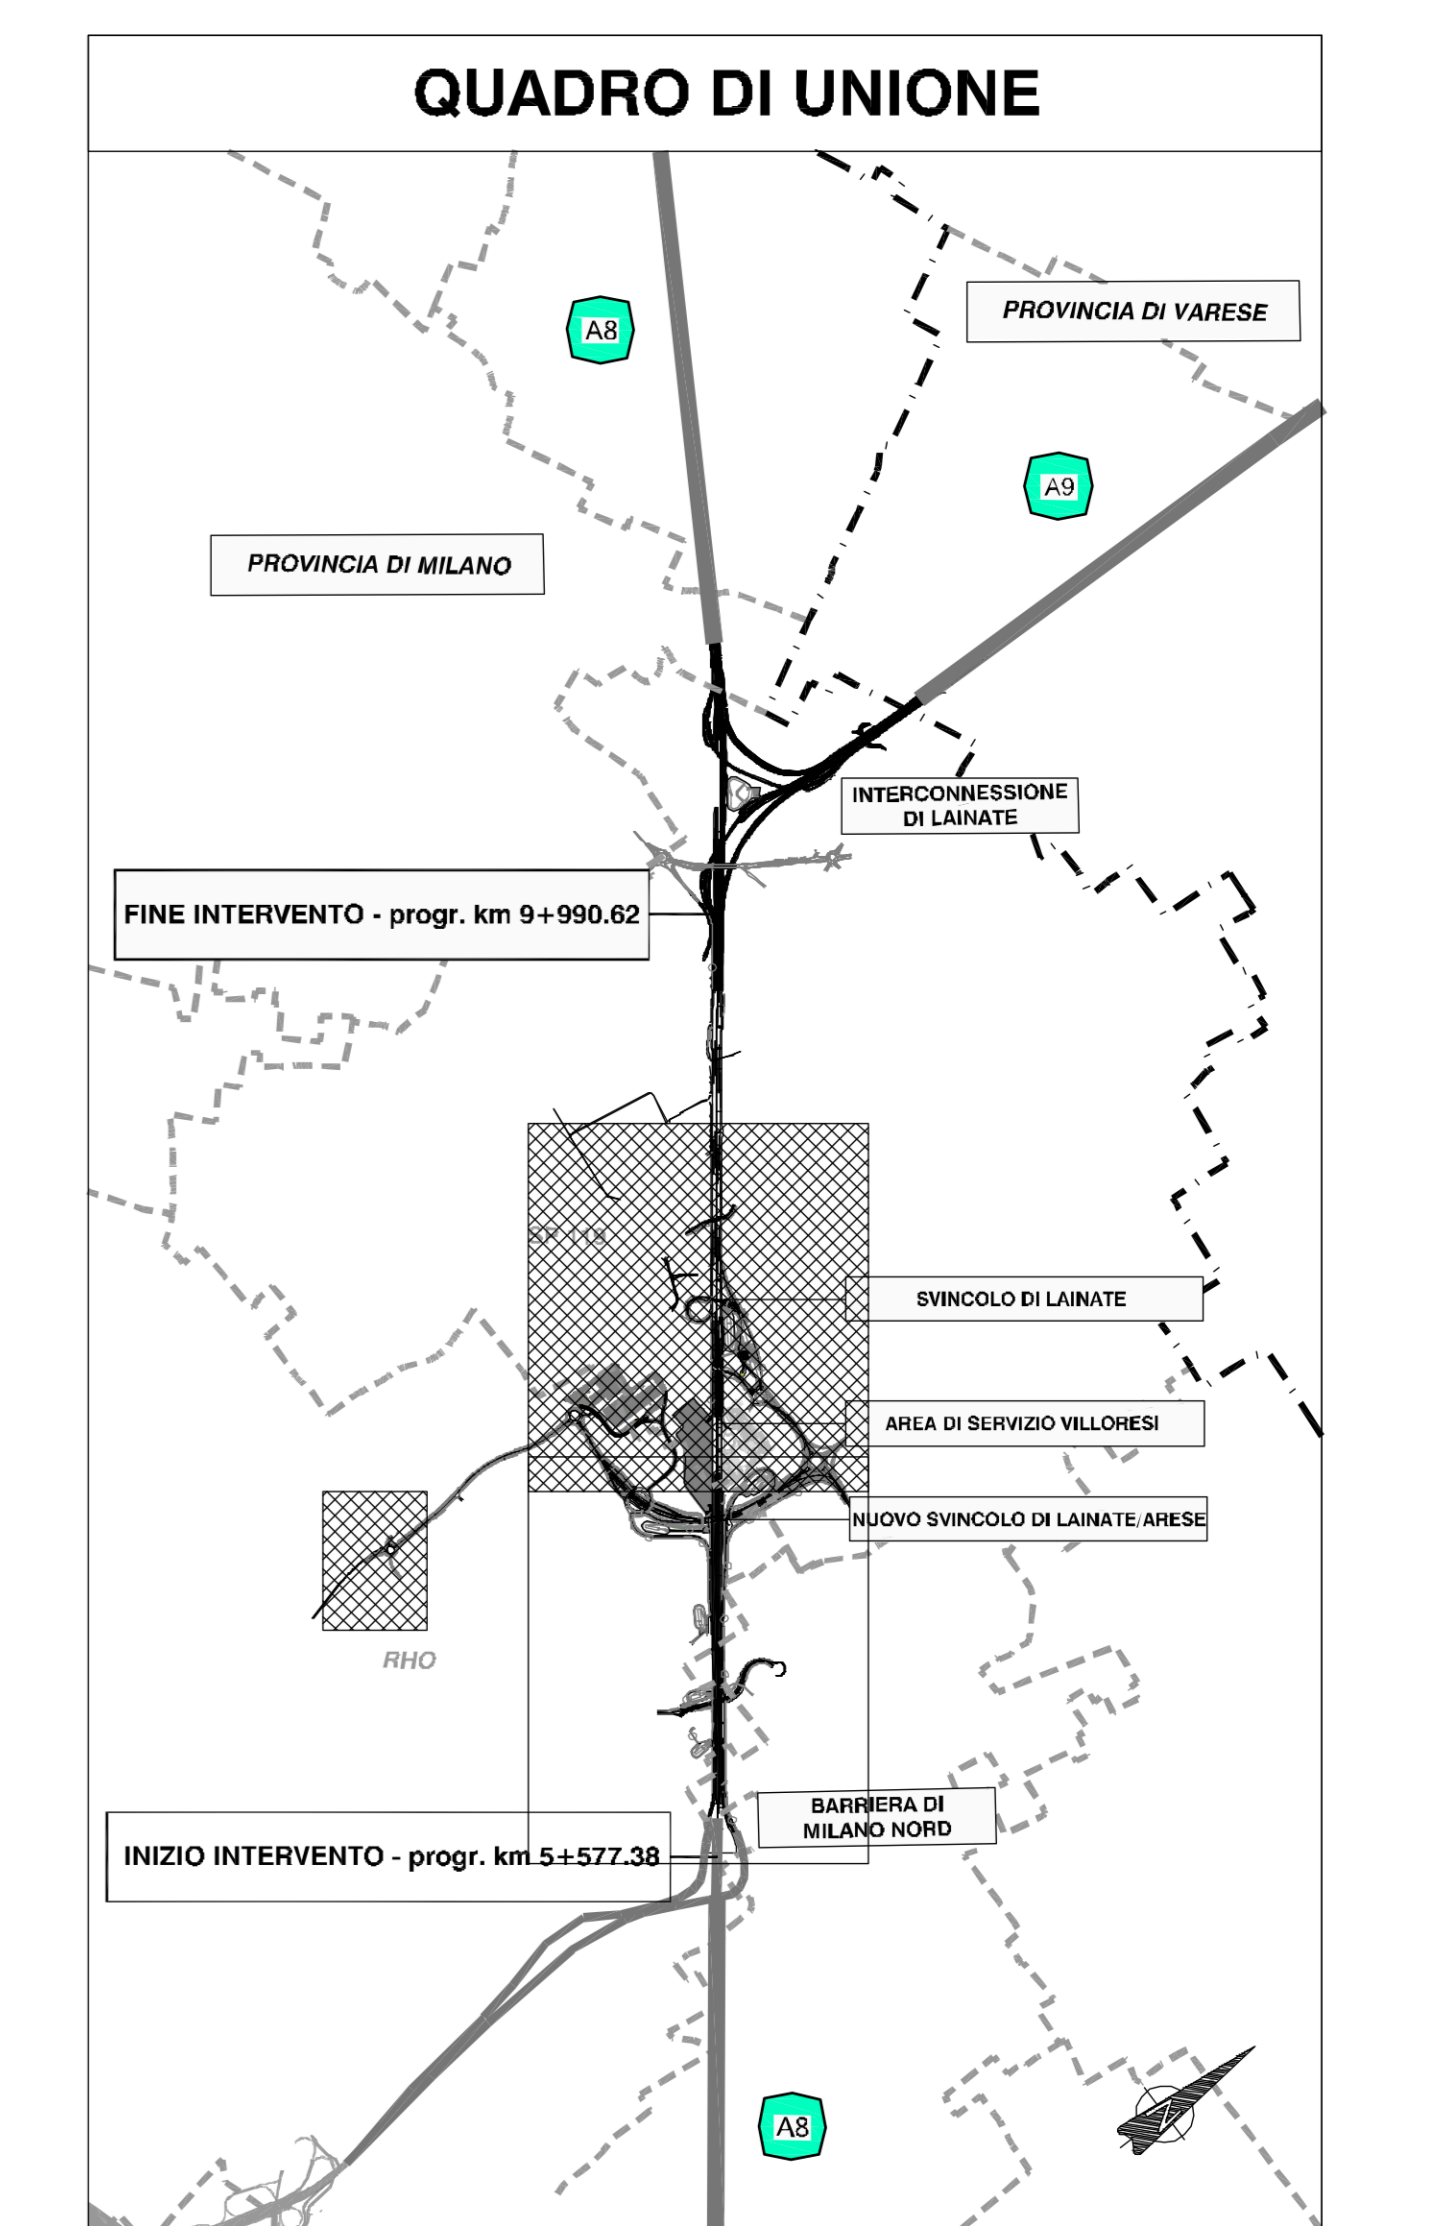 QUADRO DI UNIONE
PROVINCIA DI VARESE
A8
A9
PROVINCIA DI MILANO
INTERCONNESSIONE
DI LAINATE
FINE INTERVENTO - progr. km 9+990.62
SP 119
SVINCOLO DI LAINATE
AREA DI SERVIZIO VILLORESI
NUOVO SVINCOLO DI LAINATE/ARESE
RHO
BARRIERA DI
MILANO NORD
INIZIO INTERVENTO - progr. km 5+577.38
A8
Z